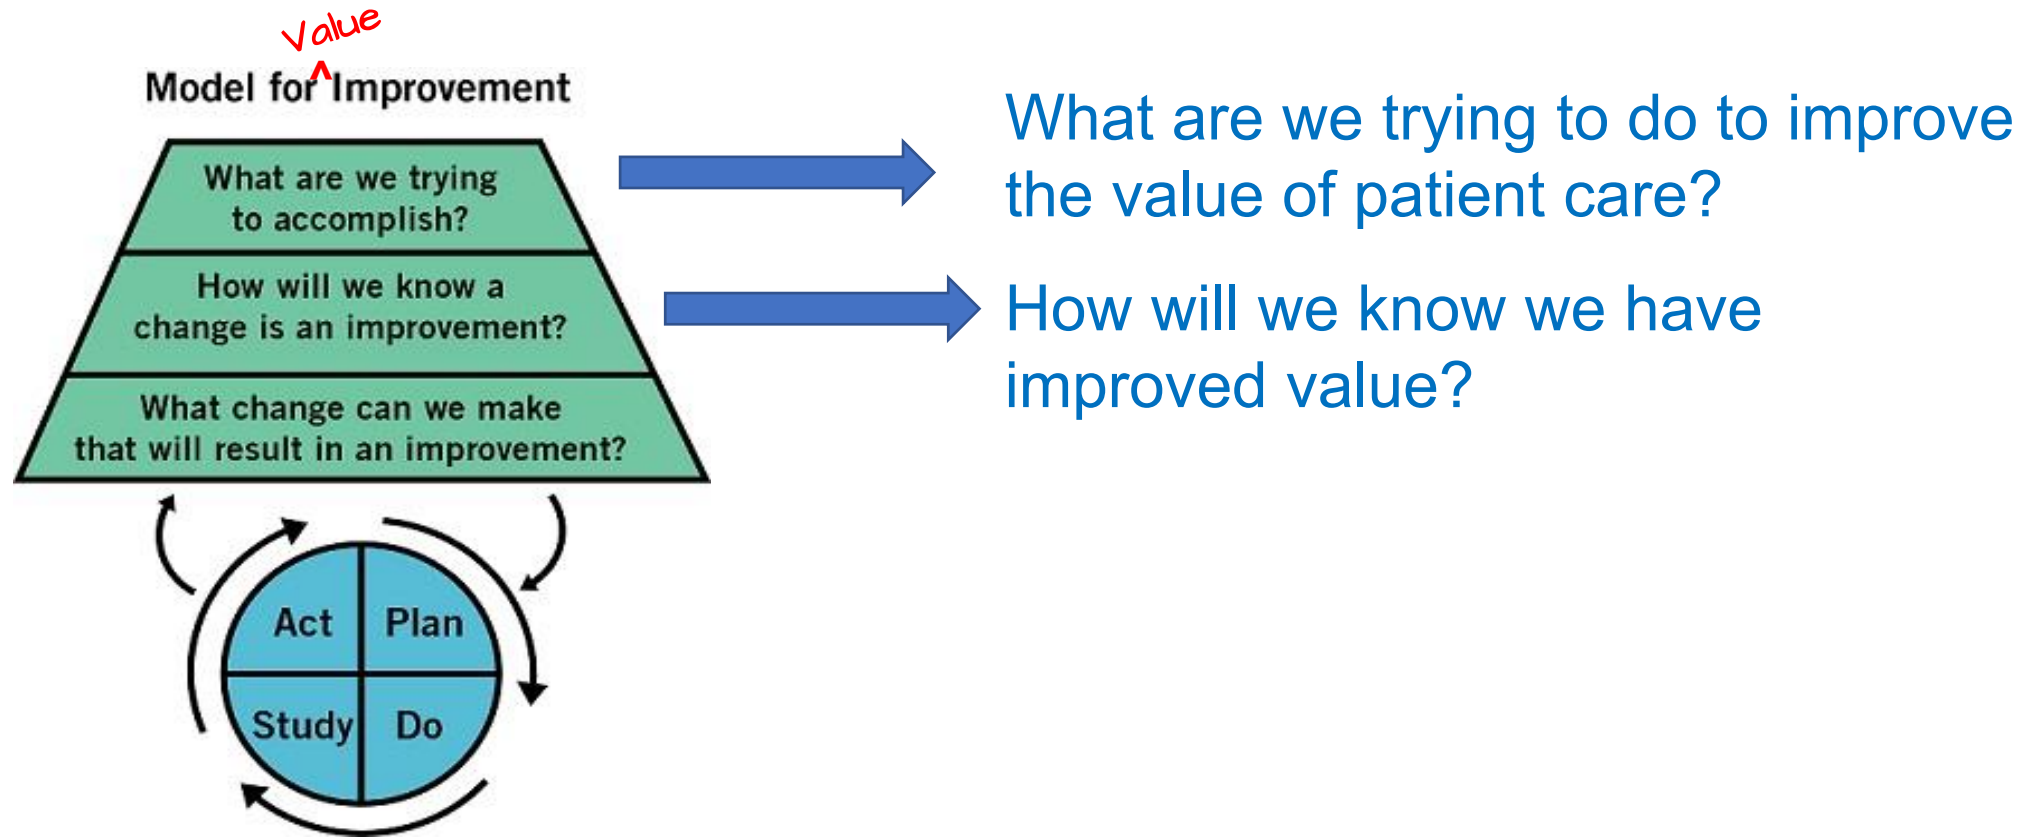 Value
^
Model for Improvement
What are we trying
to accomplish?
How will we know a
change is an improvement?
What change can we make
that will result in an improvement?
Act
Plan
Study
Do
What are we trying to do to improve
the value of patient care?
How will we know we have
improved value?